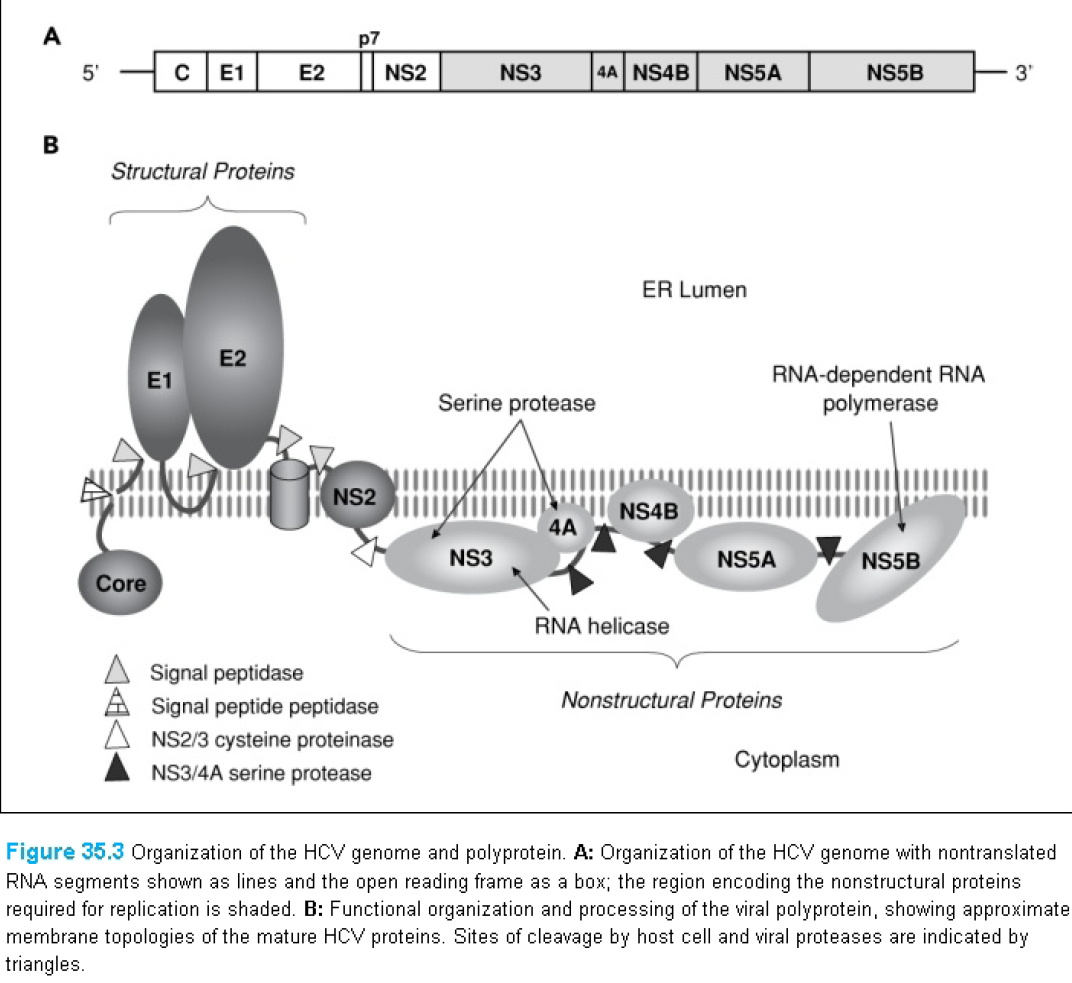 A
p7
5' C E1 E2 NS2 NS3 4A NS4B NS5A NS5B 3'
B
Structural Proteins
ER Lumen
E1
E2
RNA-dependent RNA
polymerase
Serine protease
NS2
4A
NS4B
NS3
NS5A
NS5B
Core
RNA helicase
Signal peptidase
Signal peptide peptidase
NS2/3 cysteine proteinase
NS3/4A serine protease
Nonstructural Proteins
Cytoplasm
Figure 35.3 Organization of the HCV genome and polyprotein. A: Organization of the HCV genome with nontranslated
RNA segments shown as lines and the open reading frame as a box; the region encoding the nonstructural proteins
required for replication is shaded. B: Functional organization and processing of the viral polyprotein, showing approximate
membrane topologies of the mature HCV proteins. Sites of cleavage by host cell and viral proteases are indicated by
triangles.